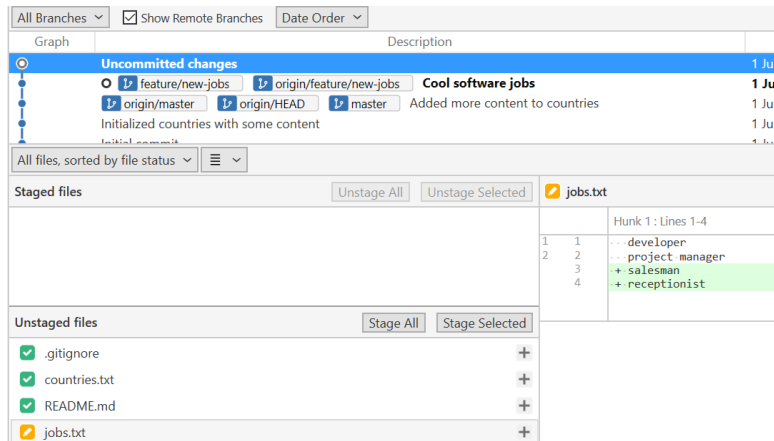 All Branches Show Remote Branches Date Order
Graph Description
Uncommitted changes 1 Ju
feature/new-jobs origin/feature/new-jobs Cool software jobs 1 Ju
origin/master origin/HEAD master Added more content to countries 1 Ju
Initialized countries with some content 1 Ju
Initial commit 1 Ju
All files, sorted by file status
Staged files Unstage All Unstage Selected
jobs.txt
Hunk 1 : Lines 1-4
1 1 developer
2 2 project manager
3 + salesman
4 + receptionist
Unstaged files Stage All Stage Selected
.gitignore
countries.txt
README.md
jobs.txt